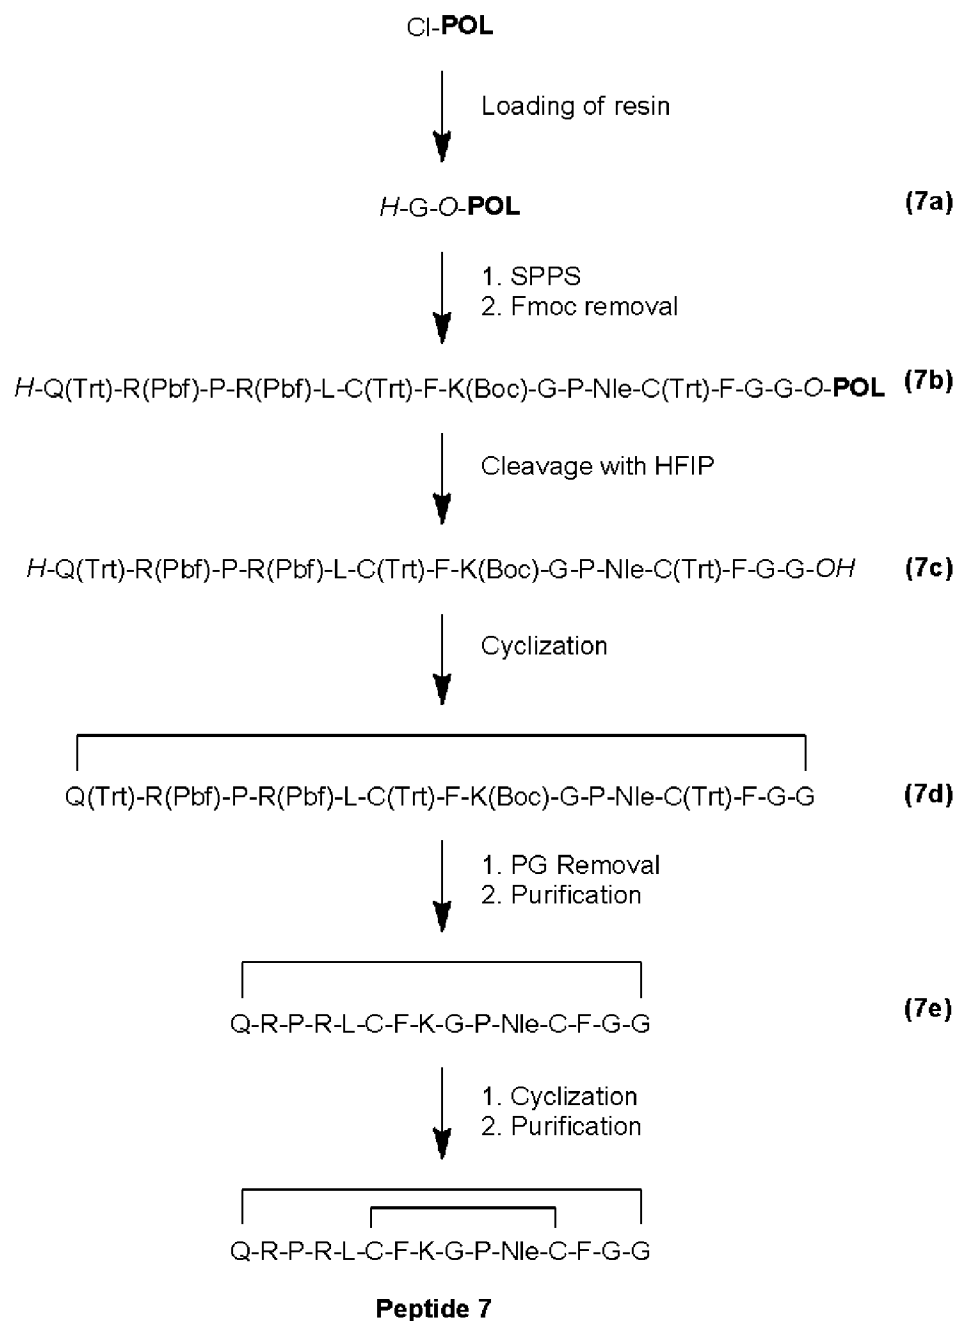 Cl-POL
Loading of resin
H-G-O-POL (7a)
1. SPPS
2. Fmoc removal
H-Q(Trt)-R(Pbf)-P-R(Pbf)-L-C(Trt)-F-K(Boc)-G-P-Nle-C(Trt)-F-G-G-O-POL (7b)
Cleavage with HFIP
H-Q(Trt)-R(Pbf)-P-R(Pbf)-L-C(Trt)-F-K(Boc)-G-P-Nle-C(Trt)-F-G-G-OH (7c)
Cyclization
Q(Trt)-R(Pbf)-P-R(Pbf)-L-C(Trt)-F-K(Boc)-G-P-Nle-C(Trt)-F-G-G (7d)
1. PG Removal
2. Purification
Q-R-P-R-L-C-F-K-G-P-Nle-C-F-G-G (7e)
1. Cyclization
2. Purification
Q-R-P-R-L-C-F-K-G-P-Nle-C-F-G-G
Peptide 7